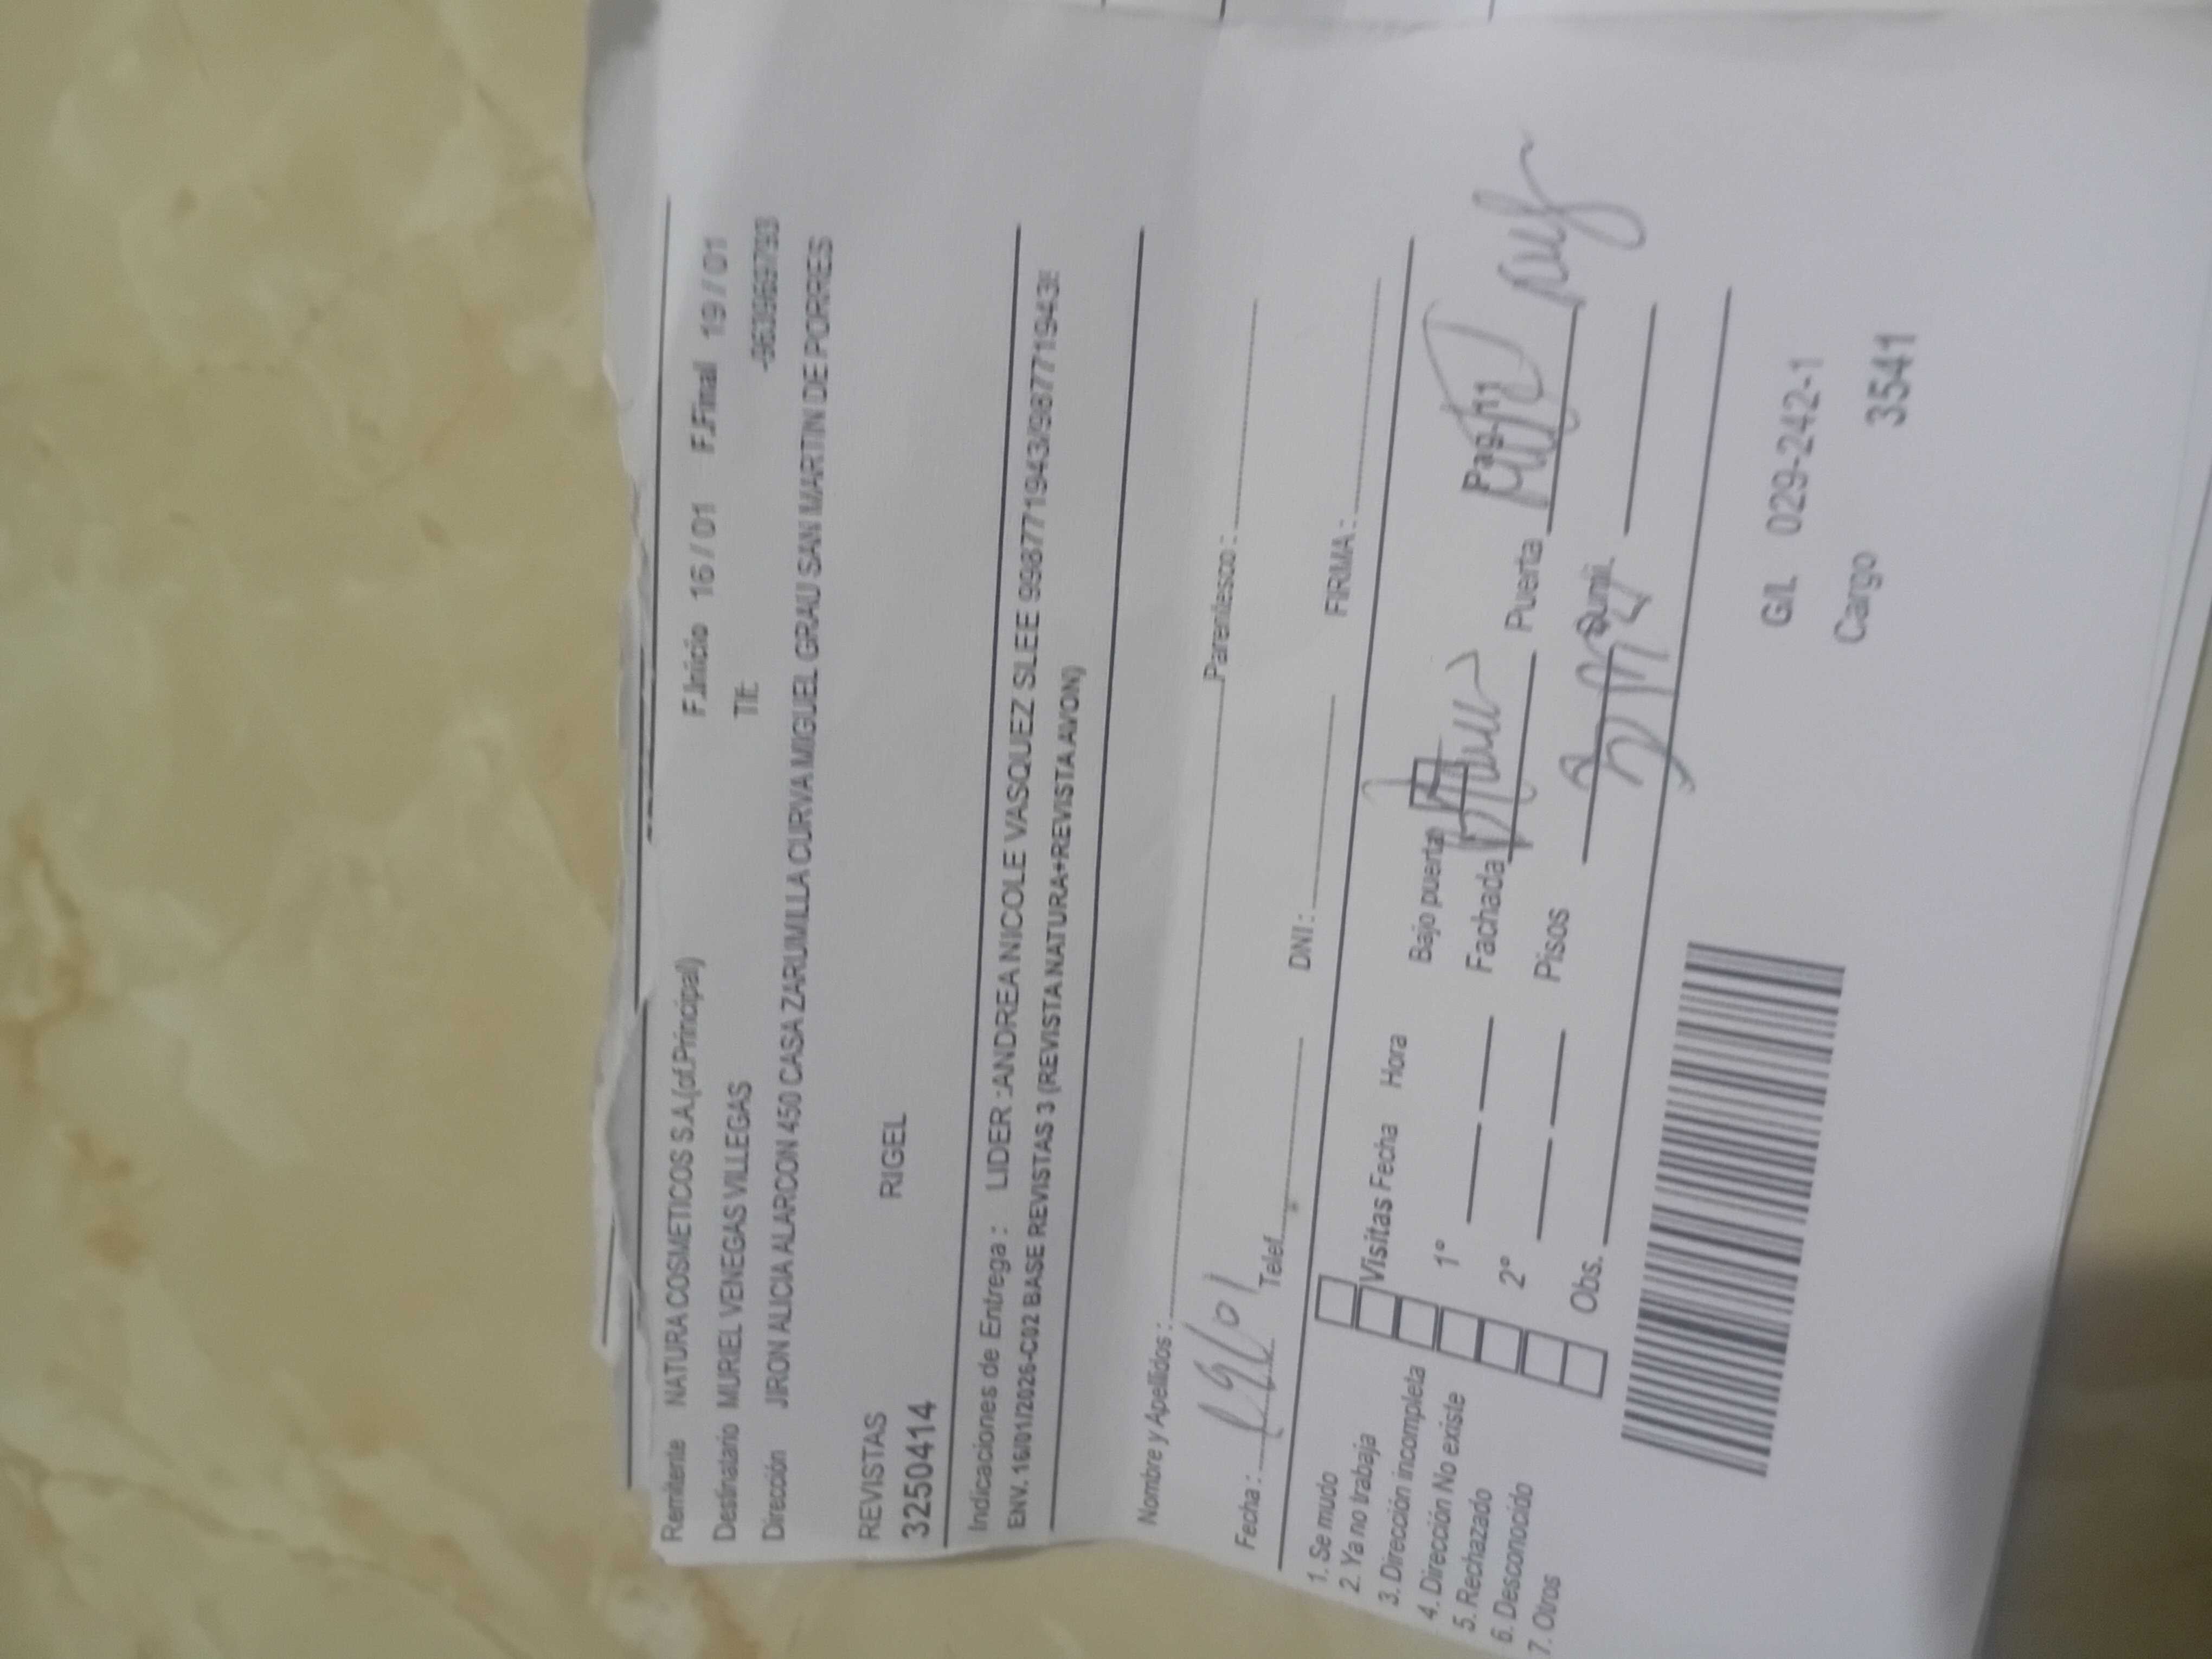 Remitente NATURA COSMETICOS S.A.(of.Principal) F.Inicio 16/01 F.Final 19/01
Destinatario MURIEL VENEGAS VILLEGAS Tlf:
Dirección JIRON ALICIA ALARCON 450 CASA ZARUMILLA CURVA MIGUEL GRAU SAN MARTIN DE PORRES
REVISTAS RIGEL
3250414
Indicaciones de Entrega : LIDER :ANDREA NICOLE VASQUEZ SLEE 998771943/998771943
ENV. 16/01/2026-C02 BASE REVISTAS 3 (REVISTA NATURA+REVISTA AVON)
Nombre y Apellidos : Parentesco :
Fecha : 19/01 Telef. DNI : FIRMA :
1. Se mudo
2. Ya no trabaja
3. Dirección incompleta
4. Dirección No existe
5. Rechazado
6. Desconocido
7. Otros
Visitas Fecha Hora Bajo puerta Pag-11
1° Fachada Puerta
2° Pisos
Obs.
G/L 029-242-1
Cargo 3541